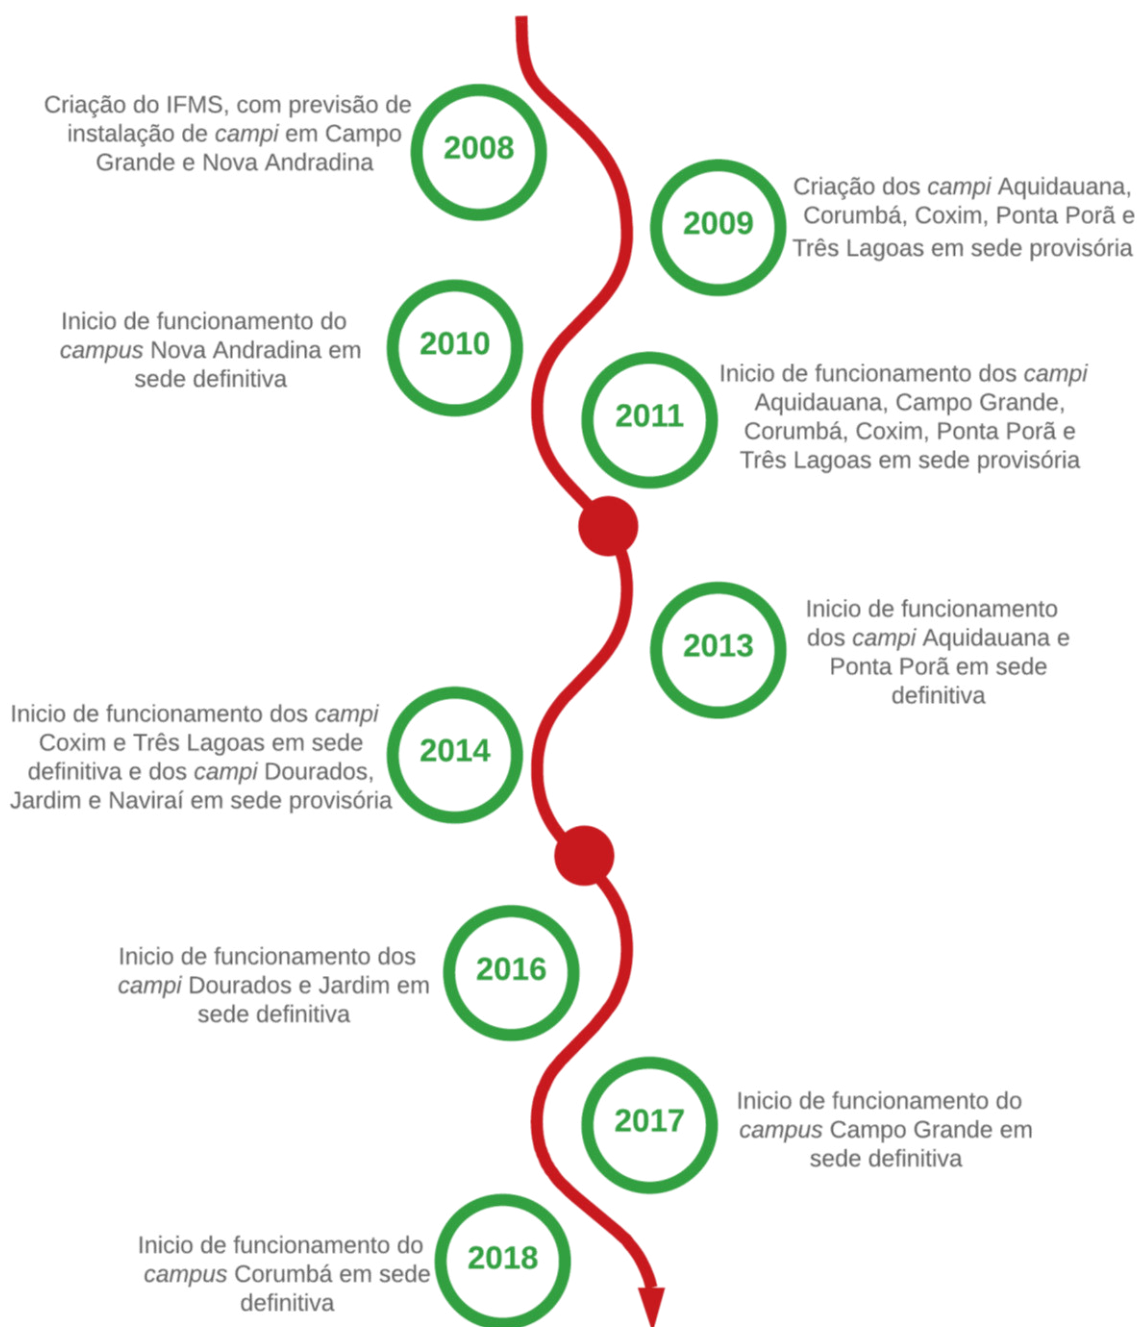 Criação do IFMS, com previsão de
instalação de campi em Campo
Grande e Nova Andradina
2008
2009
Criação dos campi Aquidauana,
Corumbá, Coxim, Ponta Porã e
Três Lagoas em sede provisória
Inicio de funcionamento do
campus Nova Andradina em
sede definitiva
2010
2011
Inicio de funcionamento dos campi
Aquidauana, Campo Grande,
Corumbá, Coxim, Ponta Porã e
Três Lagoas em sede provisória
2013
Inicio de funcionamento
dos campi Aquidauana e
Ponta Porã em sede
definitiva
Inicio de funcionamento dos campi
Coxim e Três Lagoas em sede
definitiva e dos campi Dourados,
Jardim e Naviraí em sede provisória
2014
Inicio de funcionamento dos
campi Dourados e Jardim em
sede definitiva
2016
2017
Inicio de funcionamento do
campus Campo Grande em
sede definitiva
Inicio de funcionamento do
campus Corumbá em sede
definitiva
2018